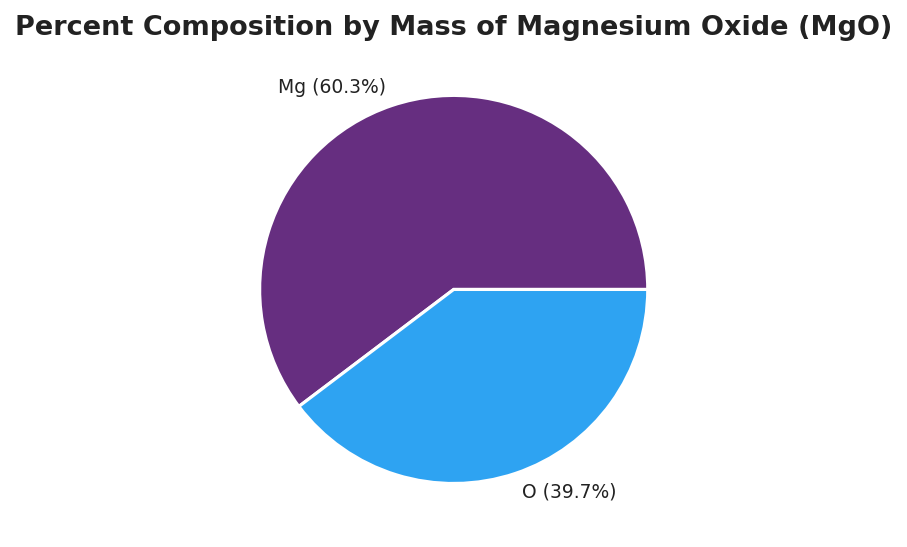 Percent Composition by Mass of Magnesium Oxide (MgO)
Mg (60.3%)
O (39.7%)